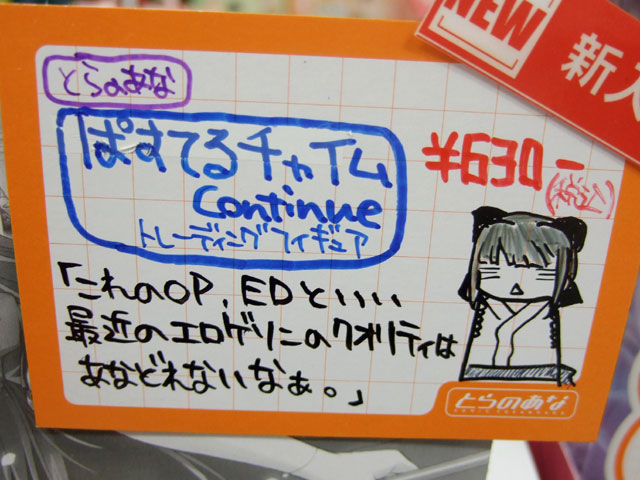 NEW
新入
とらのあな
ぱすてるチャイム
Continue
トレーディングフィギュア
¥630-
(税込)
「これのOP、EDといい、
最近のエロゲソングのクオリティは
あなどれないなぁ。」
とらのあな